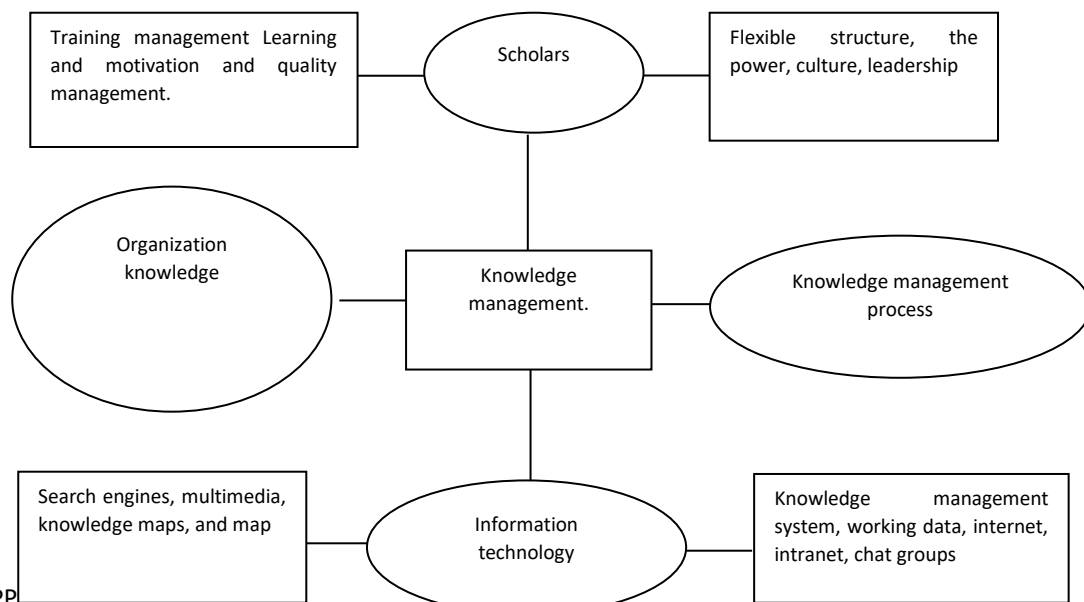 Training management Learning
and motivation and quality
management.
Scholars
Flexible structure, the
power, culture, leadership
Organization
knowledge
Knowledge
management.
Knowledge management
process
Search engines, multimedia,
knowledge maps, and map
Information
technology
Knowledge management
system, working data, internet,
intranet, chat groups